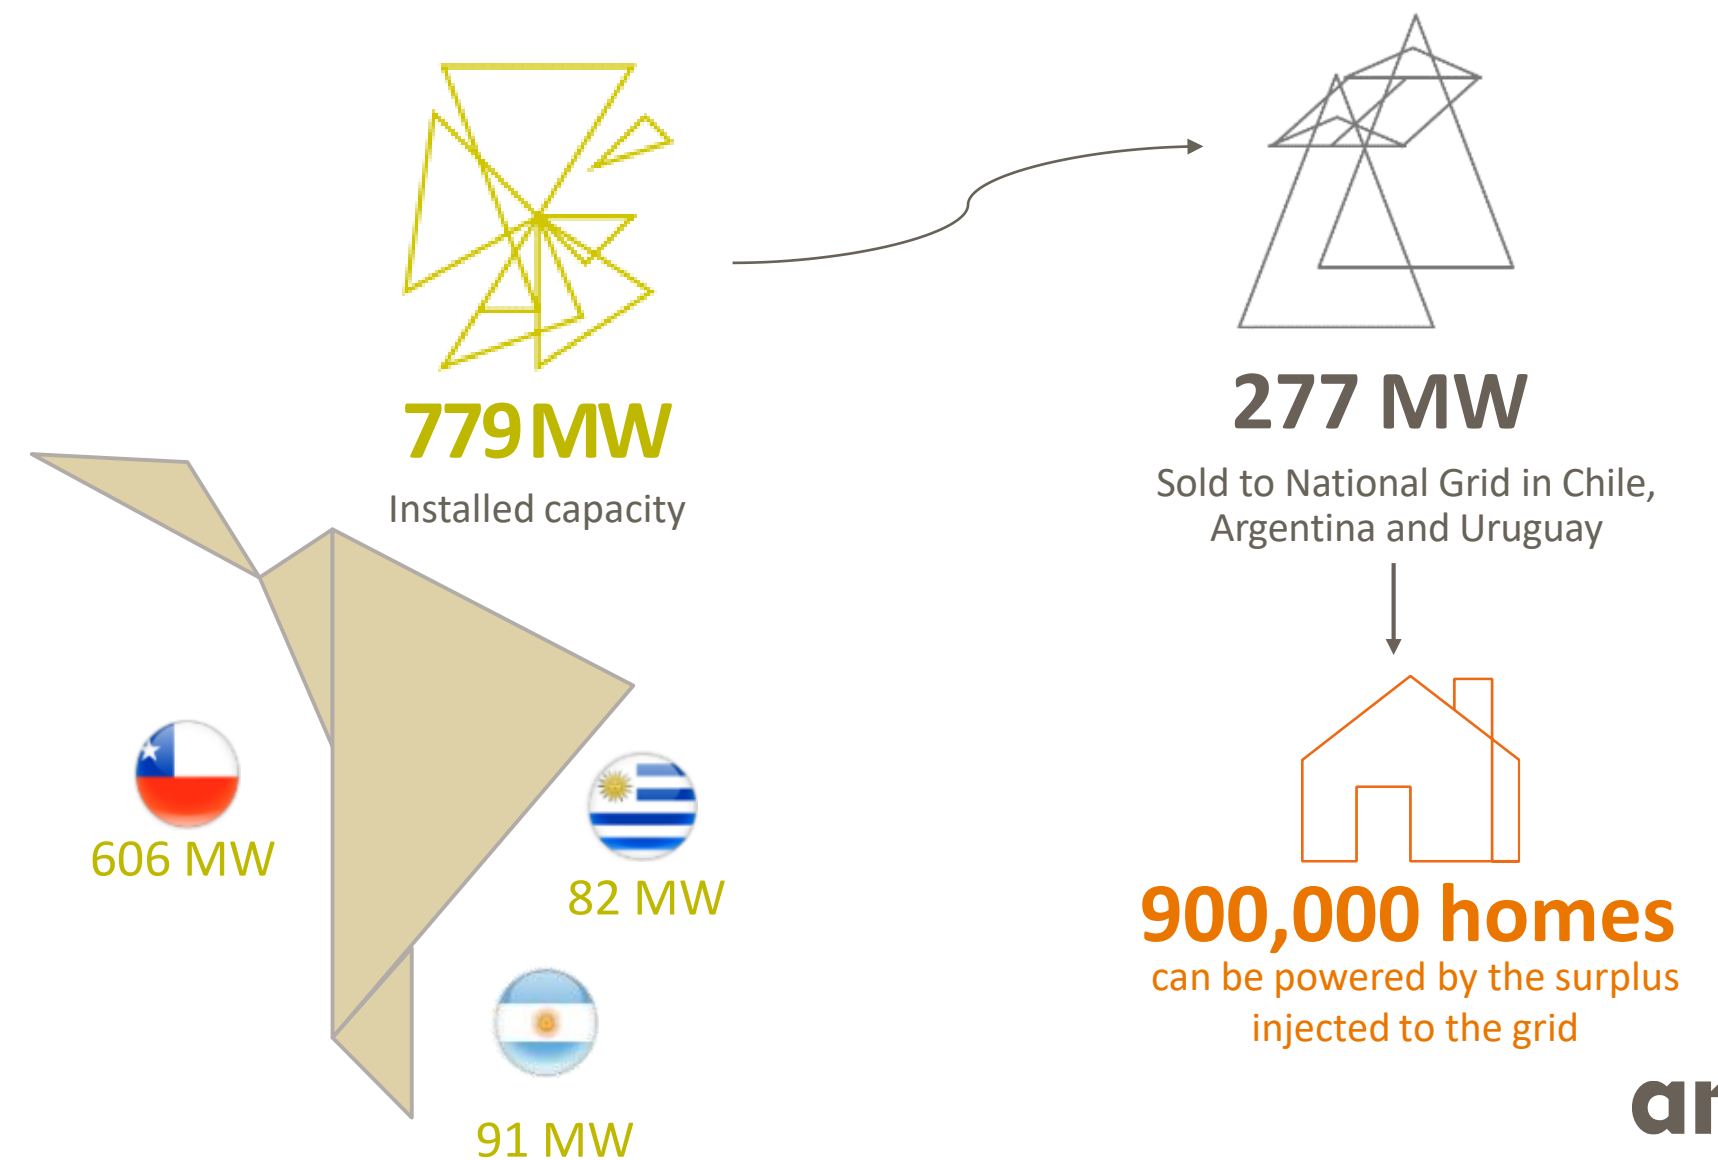 779 MW
Installed capacity
277 MW
Sold to National Grid in Chile,
Argentina and Uruguay
606 MW
82 MW
91 MW
900,000 homes
can be powered by the surplus
injected to the grid